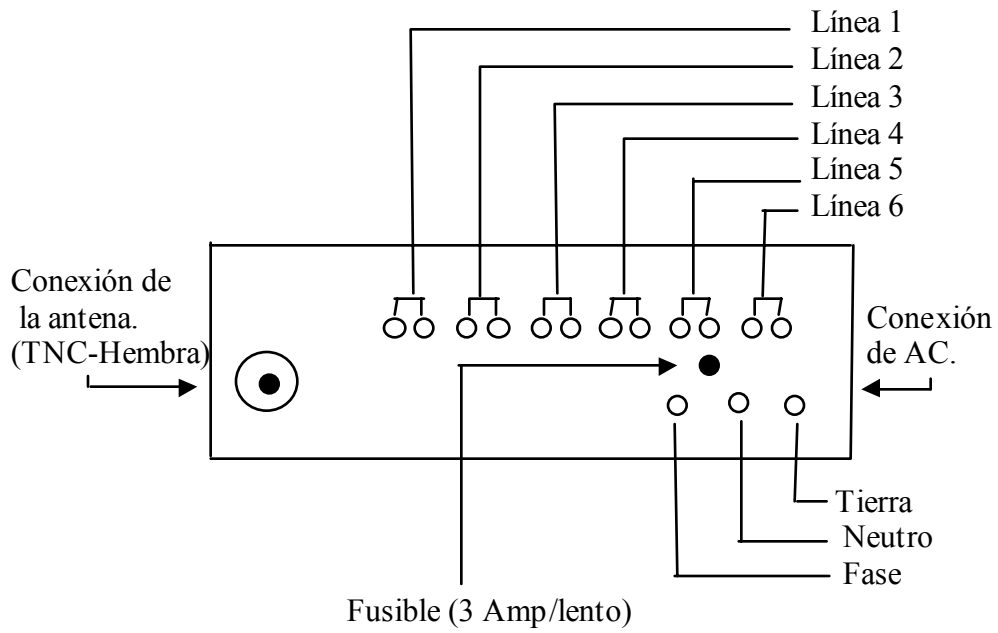 Línea 1
Línea 2
Línea 3
Línea 4
Línea 5
Línea 6
Conexión de
la antena.
(TNC-Hembra)
Conexión
de AC.
Tierra
Neutro
Fase
Fusible (3 Amp/lento)